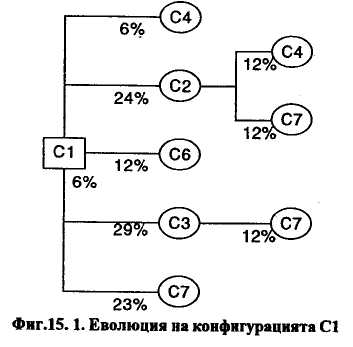 C4
6%
C4
12%
C2
24%
C7
12%
C1
6%
C6
12%
C3
29%
C7
12%
C7
23%
Фиг.15. 1. Еволюция на конфигурацията C1